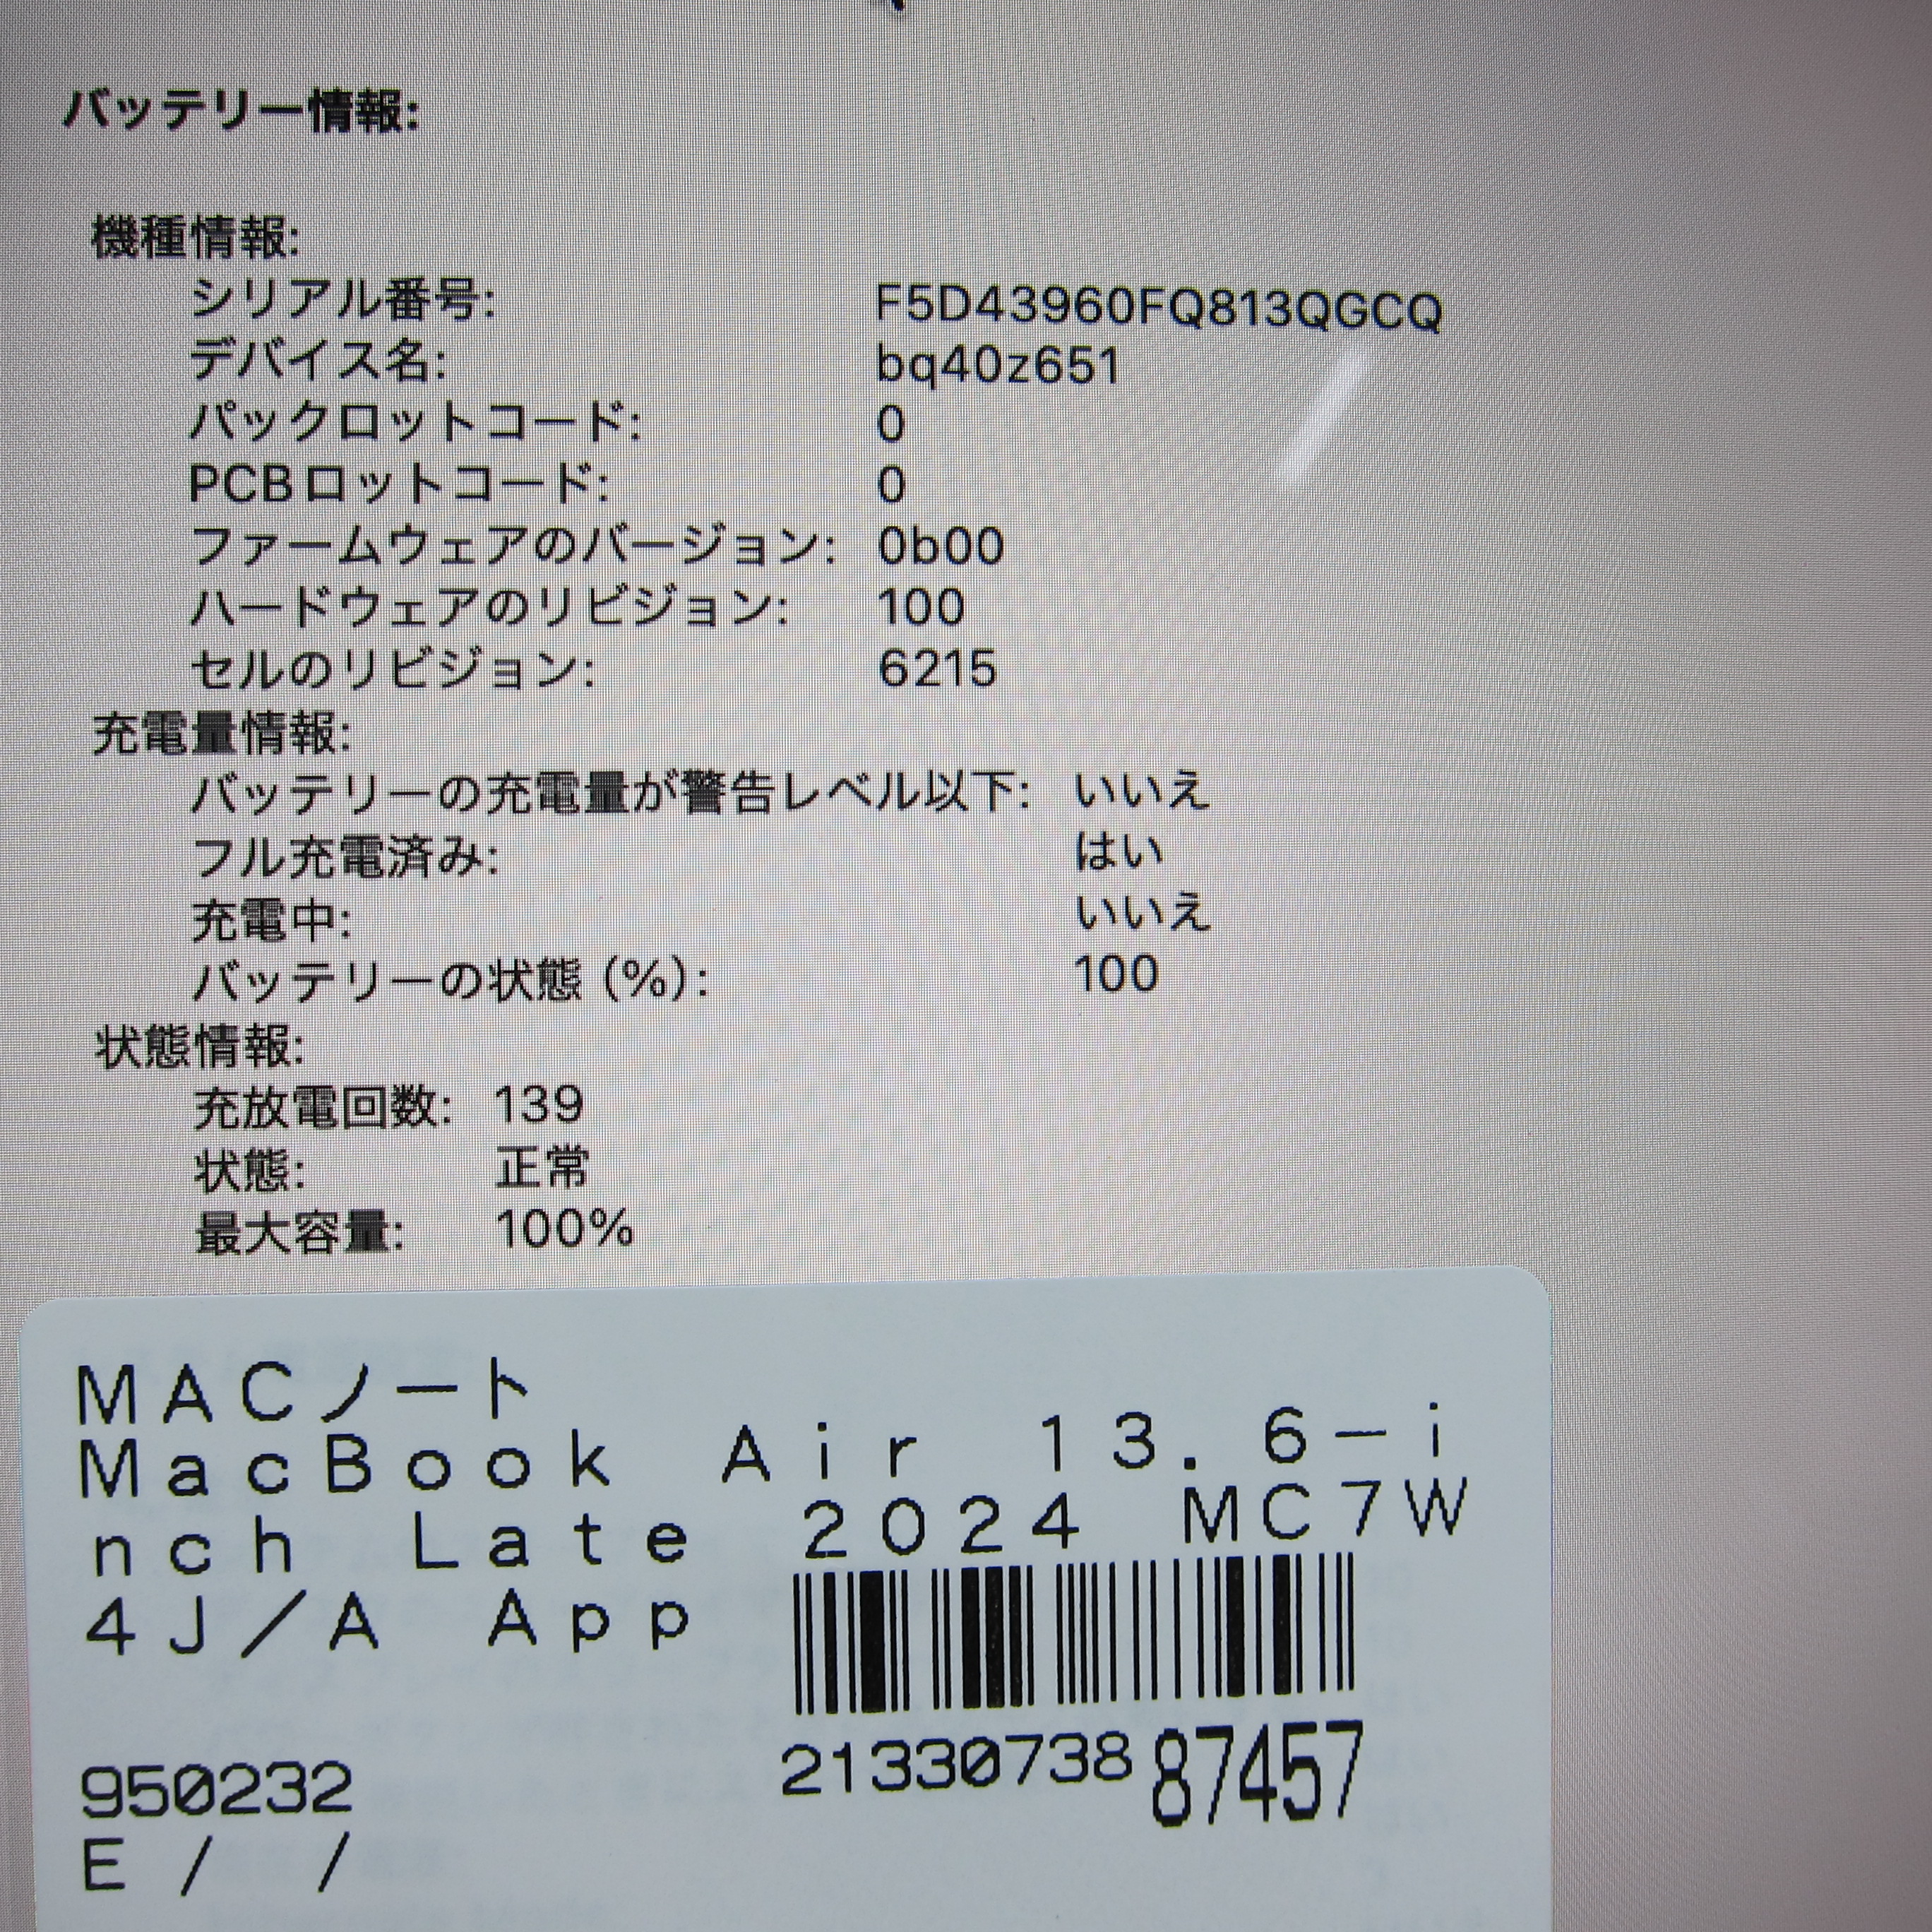 バッテリー情報:
機種情報:
シリアル番号: F5D43960FQ813QGCQ
デバイス名: bq40z651
パックロットコード: 0
PCBロットコード: 0
ファームウェアのバージョン: 0b00
ハードウェアのリビジョン: 100
セルのリビジョン: 6215
充電量情報:
バッテリーの充電量が警告レベル以下: いいえ
フル充電済み: はい
充電中: いいえ
バッテリーの状態 (%): 100
状態情報:
充放電回数: 139
状態: 正常
最大容量: 100%
MACノート
MacBook Air 13.6-i
nch Late 2024 MC7W
4J/A App
2133073887457
950232
E / /